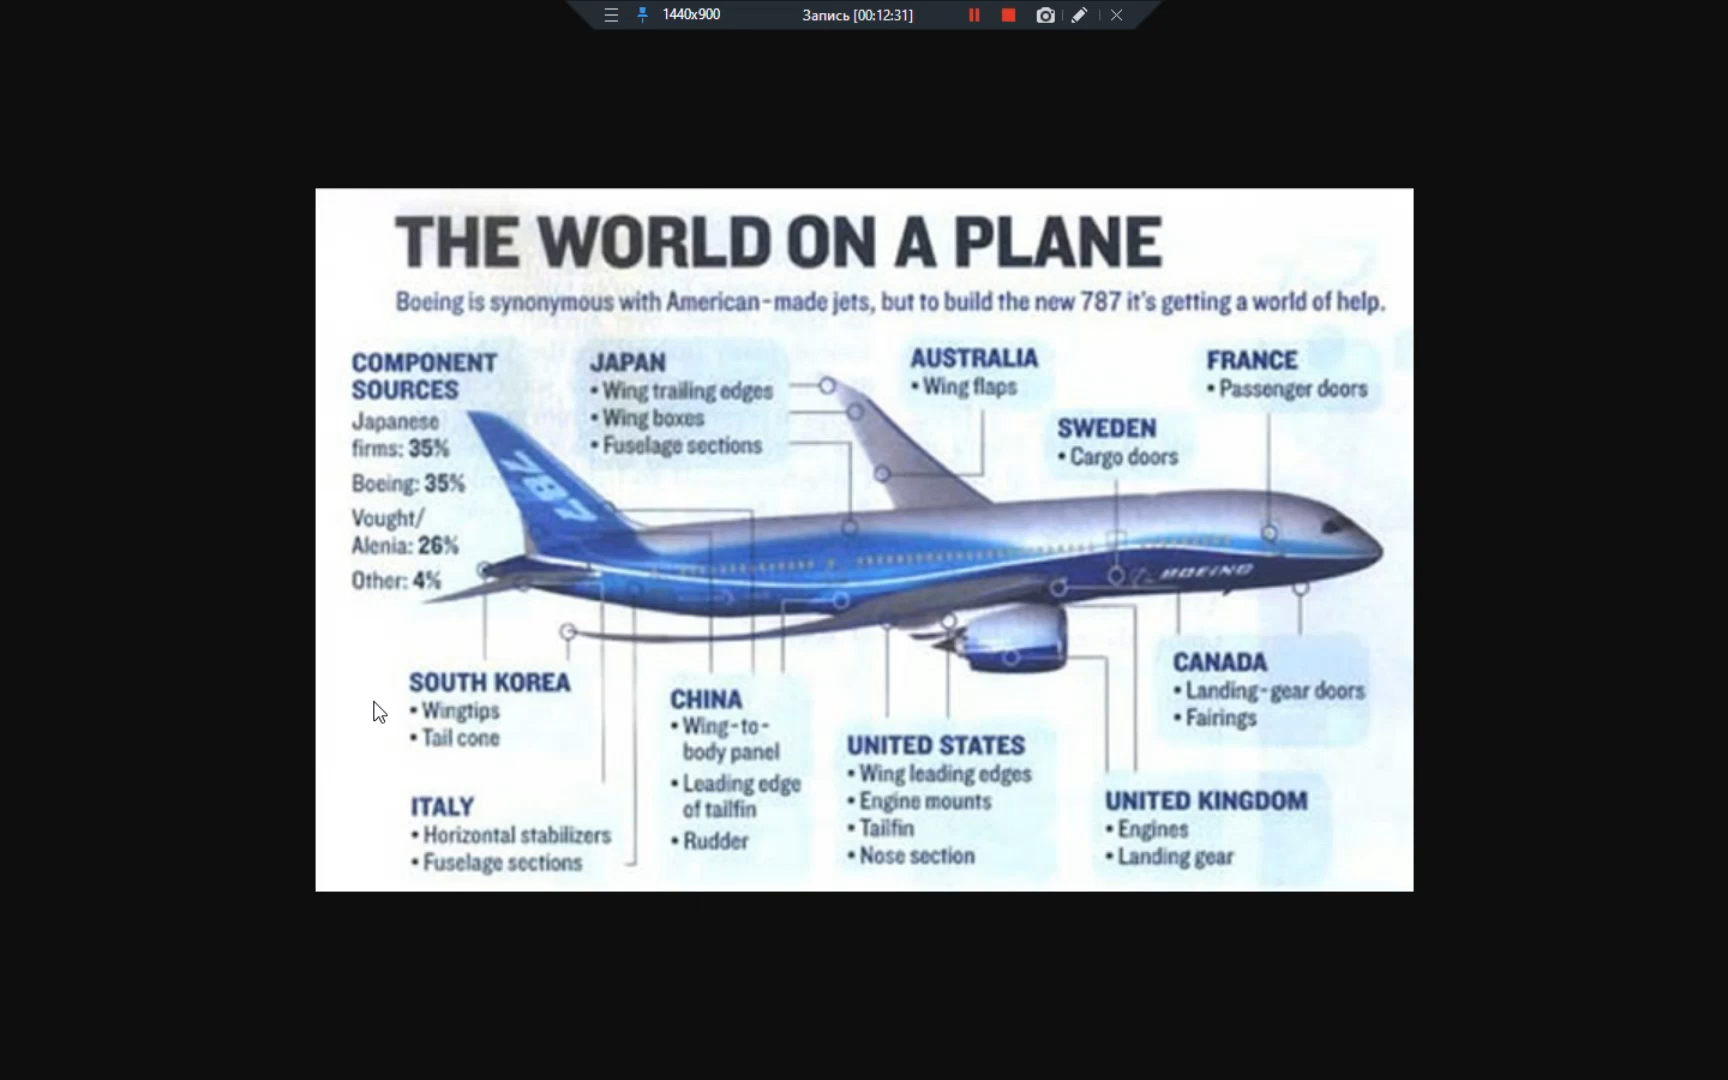 1440x900
Запись [00:12:31]
THE WORLD ON A PLANE
Boeing is synonymous with American-made jets, but to build the new 787 it's getting a world of help.
COMPONENT
SOURCES
Japanese
firms: 35%
Boeing: 35%
Vought/
Alenia: 26%
Other: 4%
JAPAN
• Wing trailing edges
• Wing boxes
• Fuselage sections
AUSTRALIA
• Wing flaps
SWEDEN
• Cargo doors
FRANCE
• Passenger doors
787
BOEING
SOUTH KOREA
• Wingtips
• Tail cone
ITALY
• Horizontal stabilizers
• Fuselage sections
CHINA
• Wing-to-
body panel
• Leading edge
of tailfin
• Rudder
UNITED STATES
• Wing leading edges
• Engine mounts
• Tailfin
• Nose section
CANADA
• Landing-gear doors
• Fairings
UNITED KINGDOM
• Engines
• Landing gear